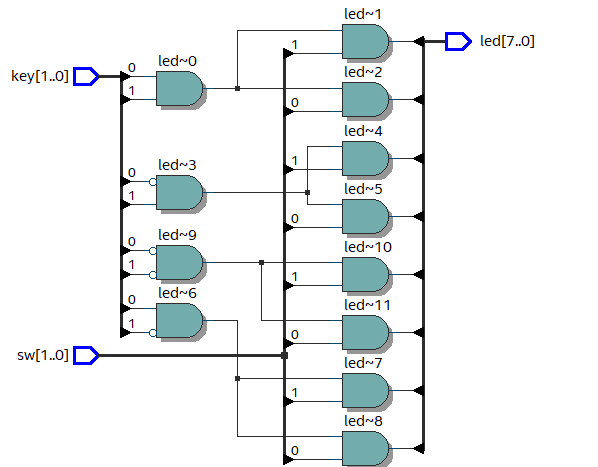 led~1
led[7..0]
1
led~0
0
key[1..0]
1
led~2
0
led~4
1
led~3
0
1
led~5
0
led~9
0
1
led~10
1
led~6
0
1
led~11
0
sw[1..0]
led~7
1
led~8
0